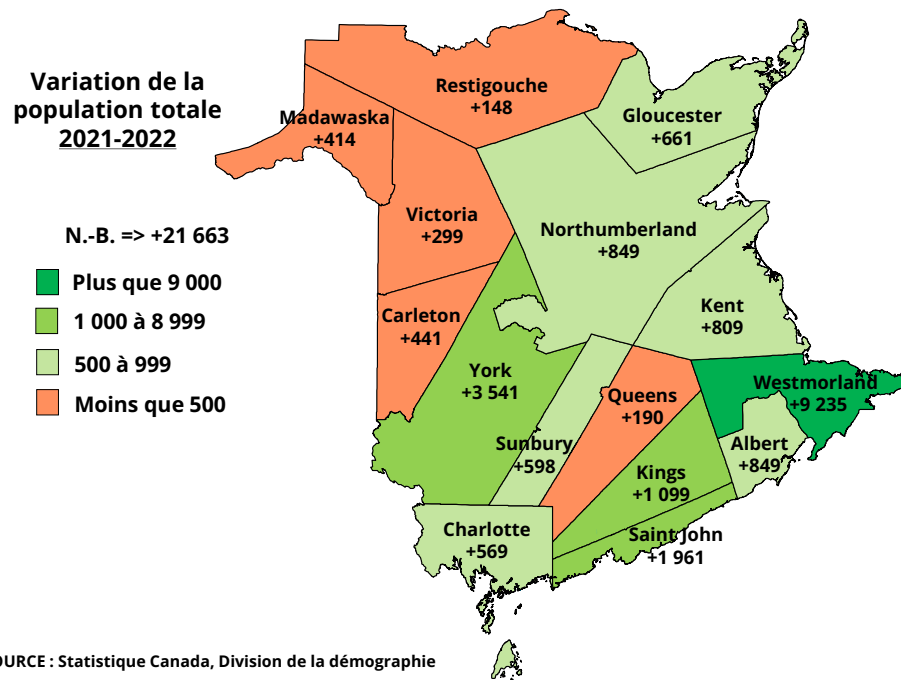 Variation de la
population totale
2021-2022
N.-B. => +21 663
Plus que 9 000
1 000 à 8 999
500 à 999
Moins que 500
Restigouche
+148
Gloucester
+661
Madawaska
+414
Victoria
+299
Northumberland
+849
Carleton
+441
Kent
+809
York
+3 541
Queens
+190
Westmorland
+9 235
Sunbury
+598
Albert
+849
Kings
+1 099
Charlotte
+569
Saint John
+1 961
OURCE : Statistique Canada, Division de la démographie